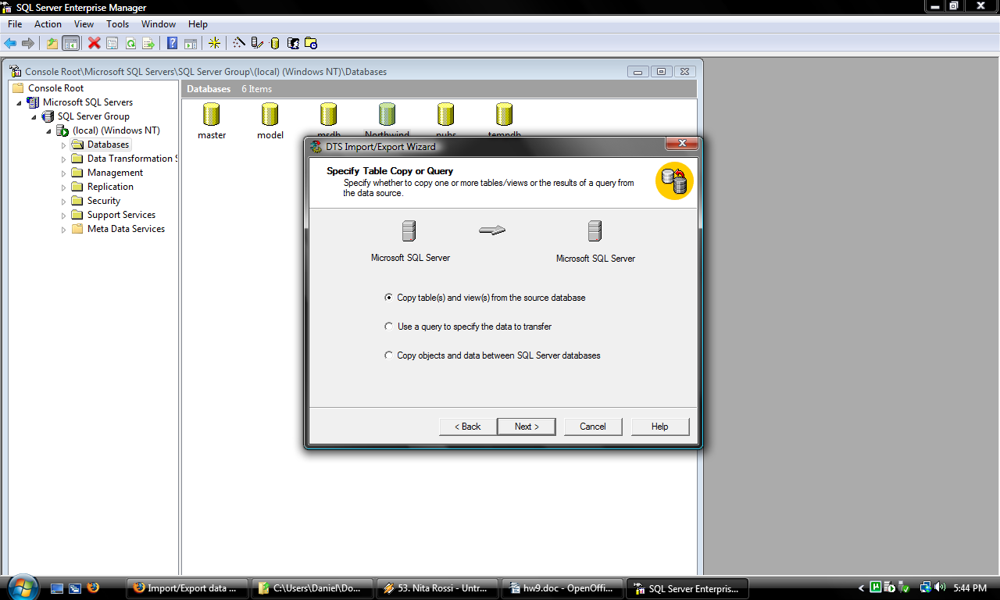 SQL Server Enterprise Manager
File Action View Tools Window Help
Console Root\Microsoft SQL Servers\SQL Server Group\(local) (Windows NT)\Databases
Console Root
Microsoft SQL Servers
SQL Server Group
(local) (Windows NT)
Databases
Data Transformation S
Management
Replication
Security
Support Services
Meta Data Services
Databases 6 Items
master model msdb Northwind pubs tempdb
DTS Import/Export Wizard
Specify Table Copy or Query
Specify whether to copy one or more tables/views or the results of a query from
the data source.
Microsoft SQL Server Microsoft SQL Server
Copy table(s) and view(s) from the source database
Use a query to specify the data to transfer
Copy objects and data between SQL Server databases
< Back Next > Cancel Help
Import/Export data ... C:\Users\Daniel\Do... 53. Nita Rossi - Untr... hw9.doc - OpenOffi... SQL Server Enterpris... 5:44 PM